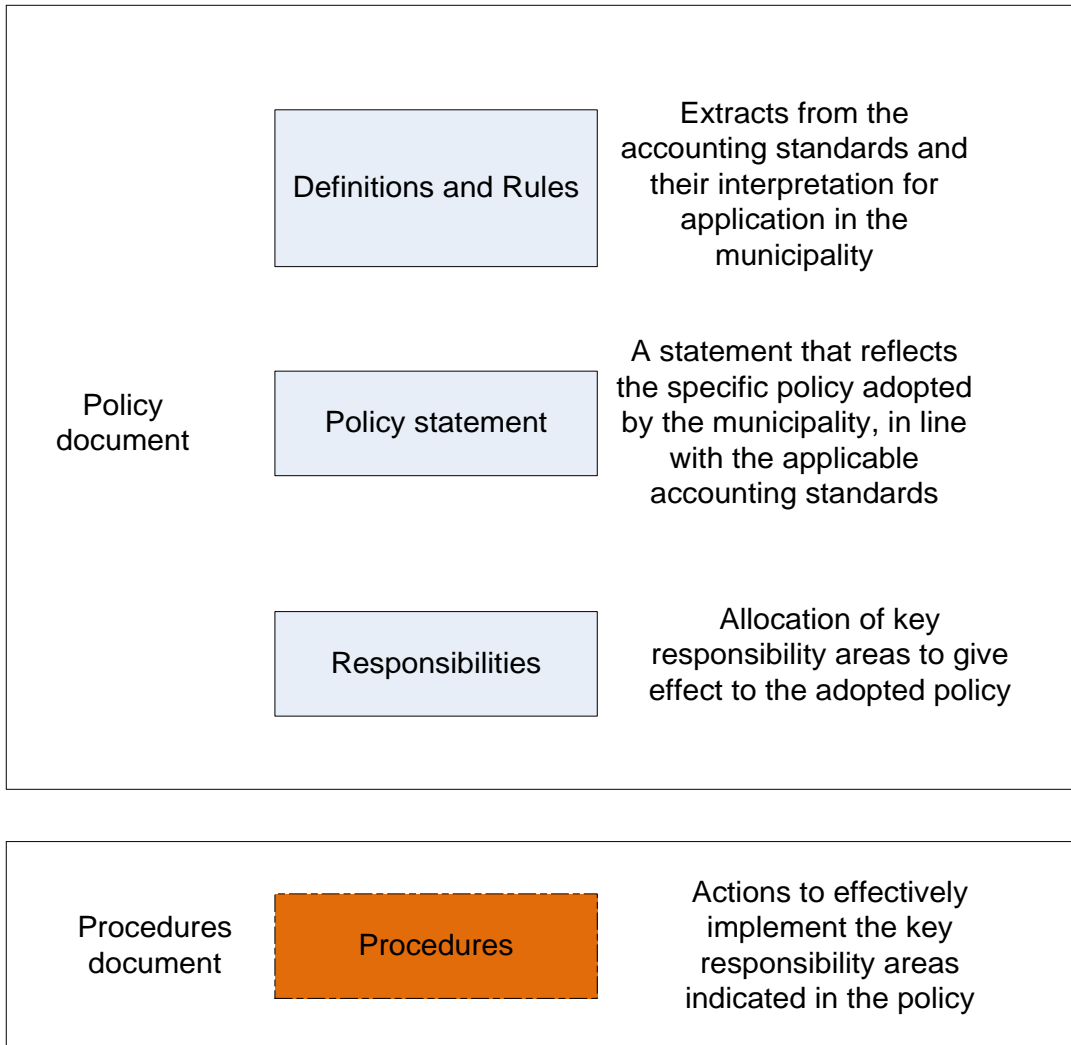 Definitions and Rules
Extracts from the
accounting standards and
their interpretation for
application in the
municipality
Policy
document
Policy statement
A statement that reflects
the specific policy adopted
by the municipality, in line
with the applicable
accounting standards
Responsibilities
Allocation of key
responsibility areas to give
effect to the adopted policy
Procedures
document
Procedures
Actions to effectively
implement the key
responsibility areas
indicated in the policy